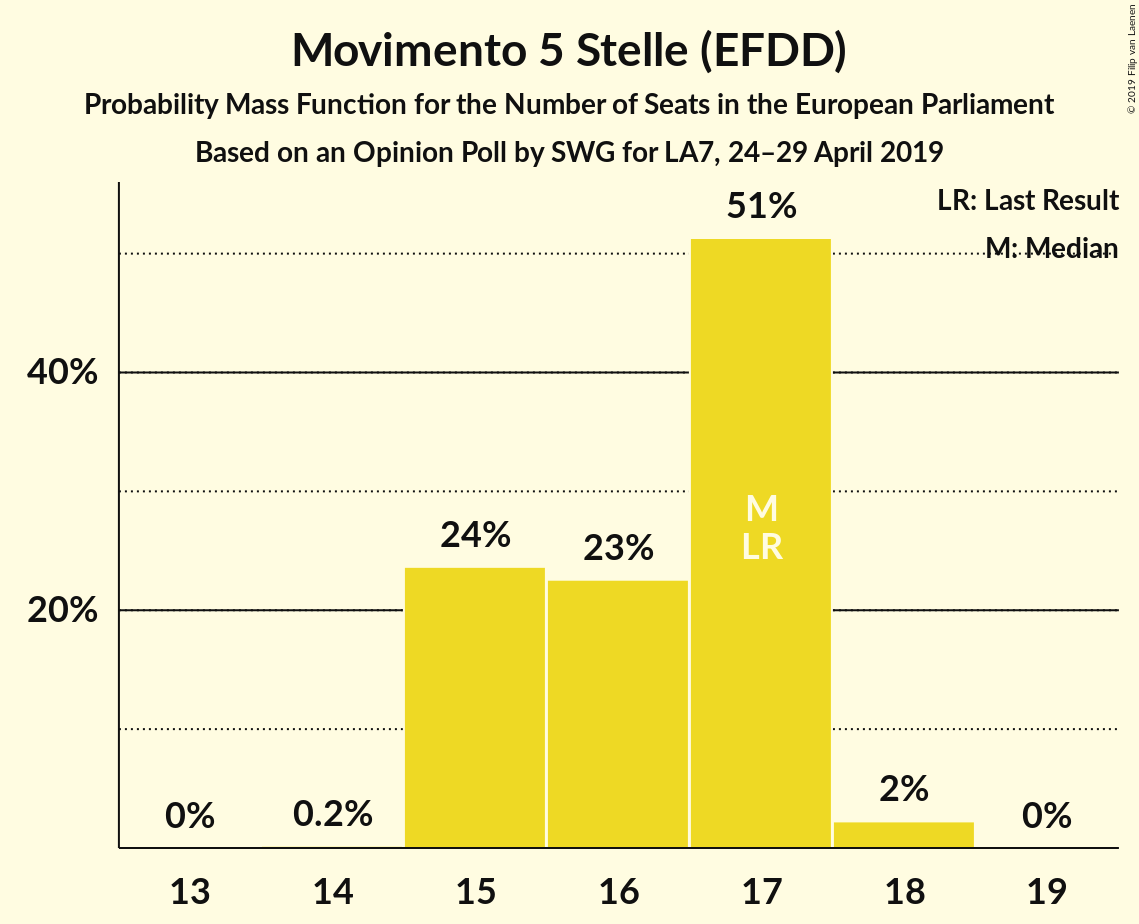 Movimento 5 Stelle (EFDD)
Probability Mass Function for the Number of Seats in the European Parliament
Based on an Opinion Poll by SWG for LA7, 24–29 April 2019
© 2019 Filip van Laenen
LR: Last Result
M: Median
51%
40%
M
LR
24%
23%
20%
2%
0%
0.2%
0%
13 14 15 16 17 18 19